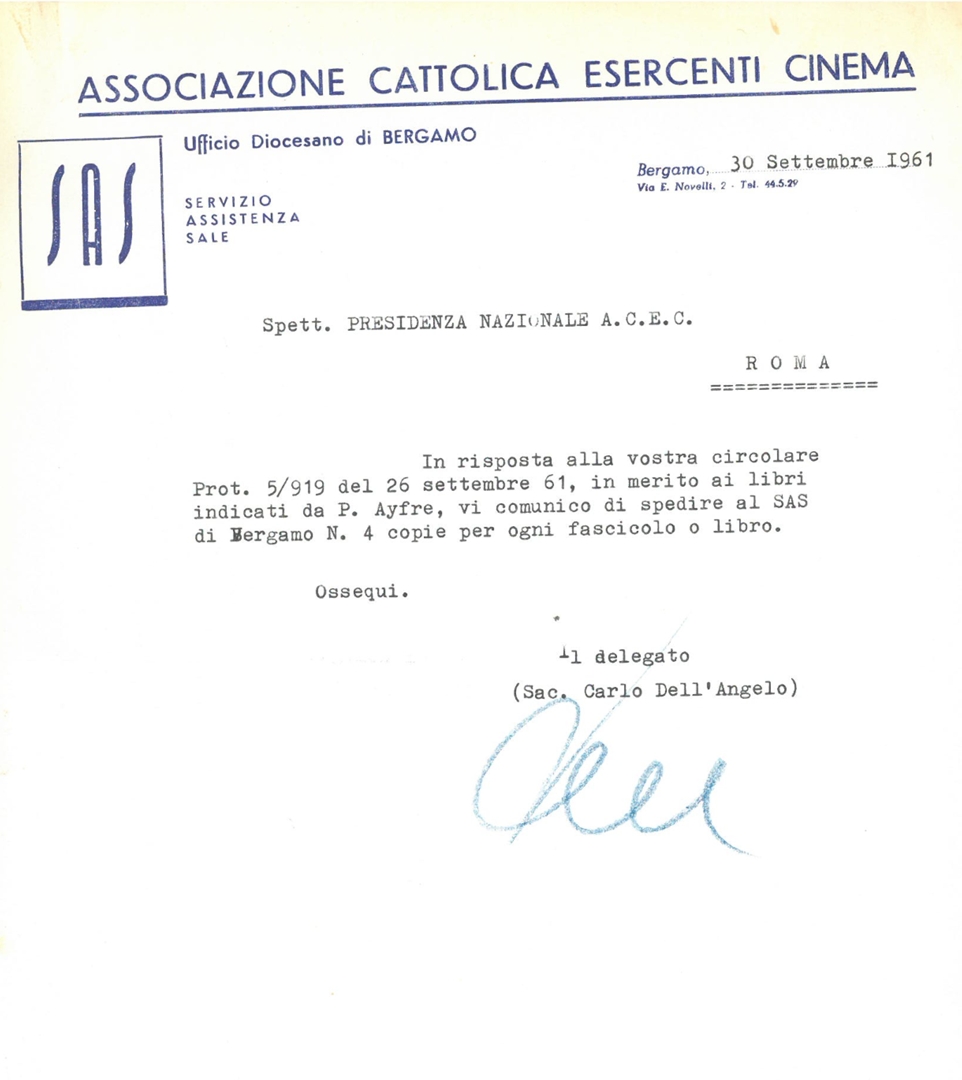 ASSOCIAZIONE CATTOLICA ESERCENTI CINEMA
SAS
Ufficio Diocesano di BERGAMO
SERVIZIO
ASSISTENZA
SALE
Bergamo, 30 Settembre 1961
Via E. Novelli, 2 - Tel. 44.5.29
Spett. PRESIDENZA NAZIONALE A.C.E.C.
R O M A
==============
In risposta alla vostra circolare
Prot. 5/919 del 26 settembre 61, in merito ai libri
indicati da P. Ayfre, vi comunico di spedire al SAS
di Bergamo N. 4 copie per ogni fascicolo o libro.
Ossequi.
Il delegato
(Sac. Carlo Dell'Angelo)